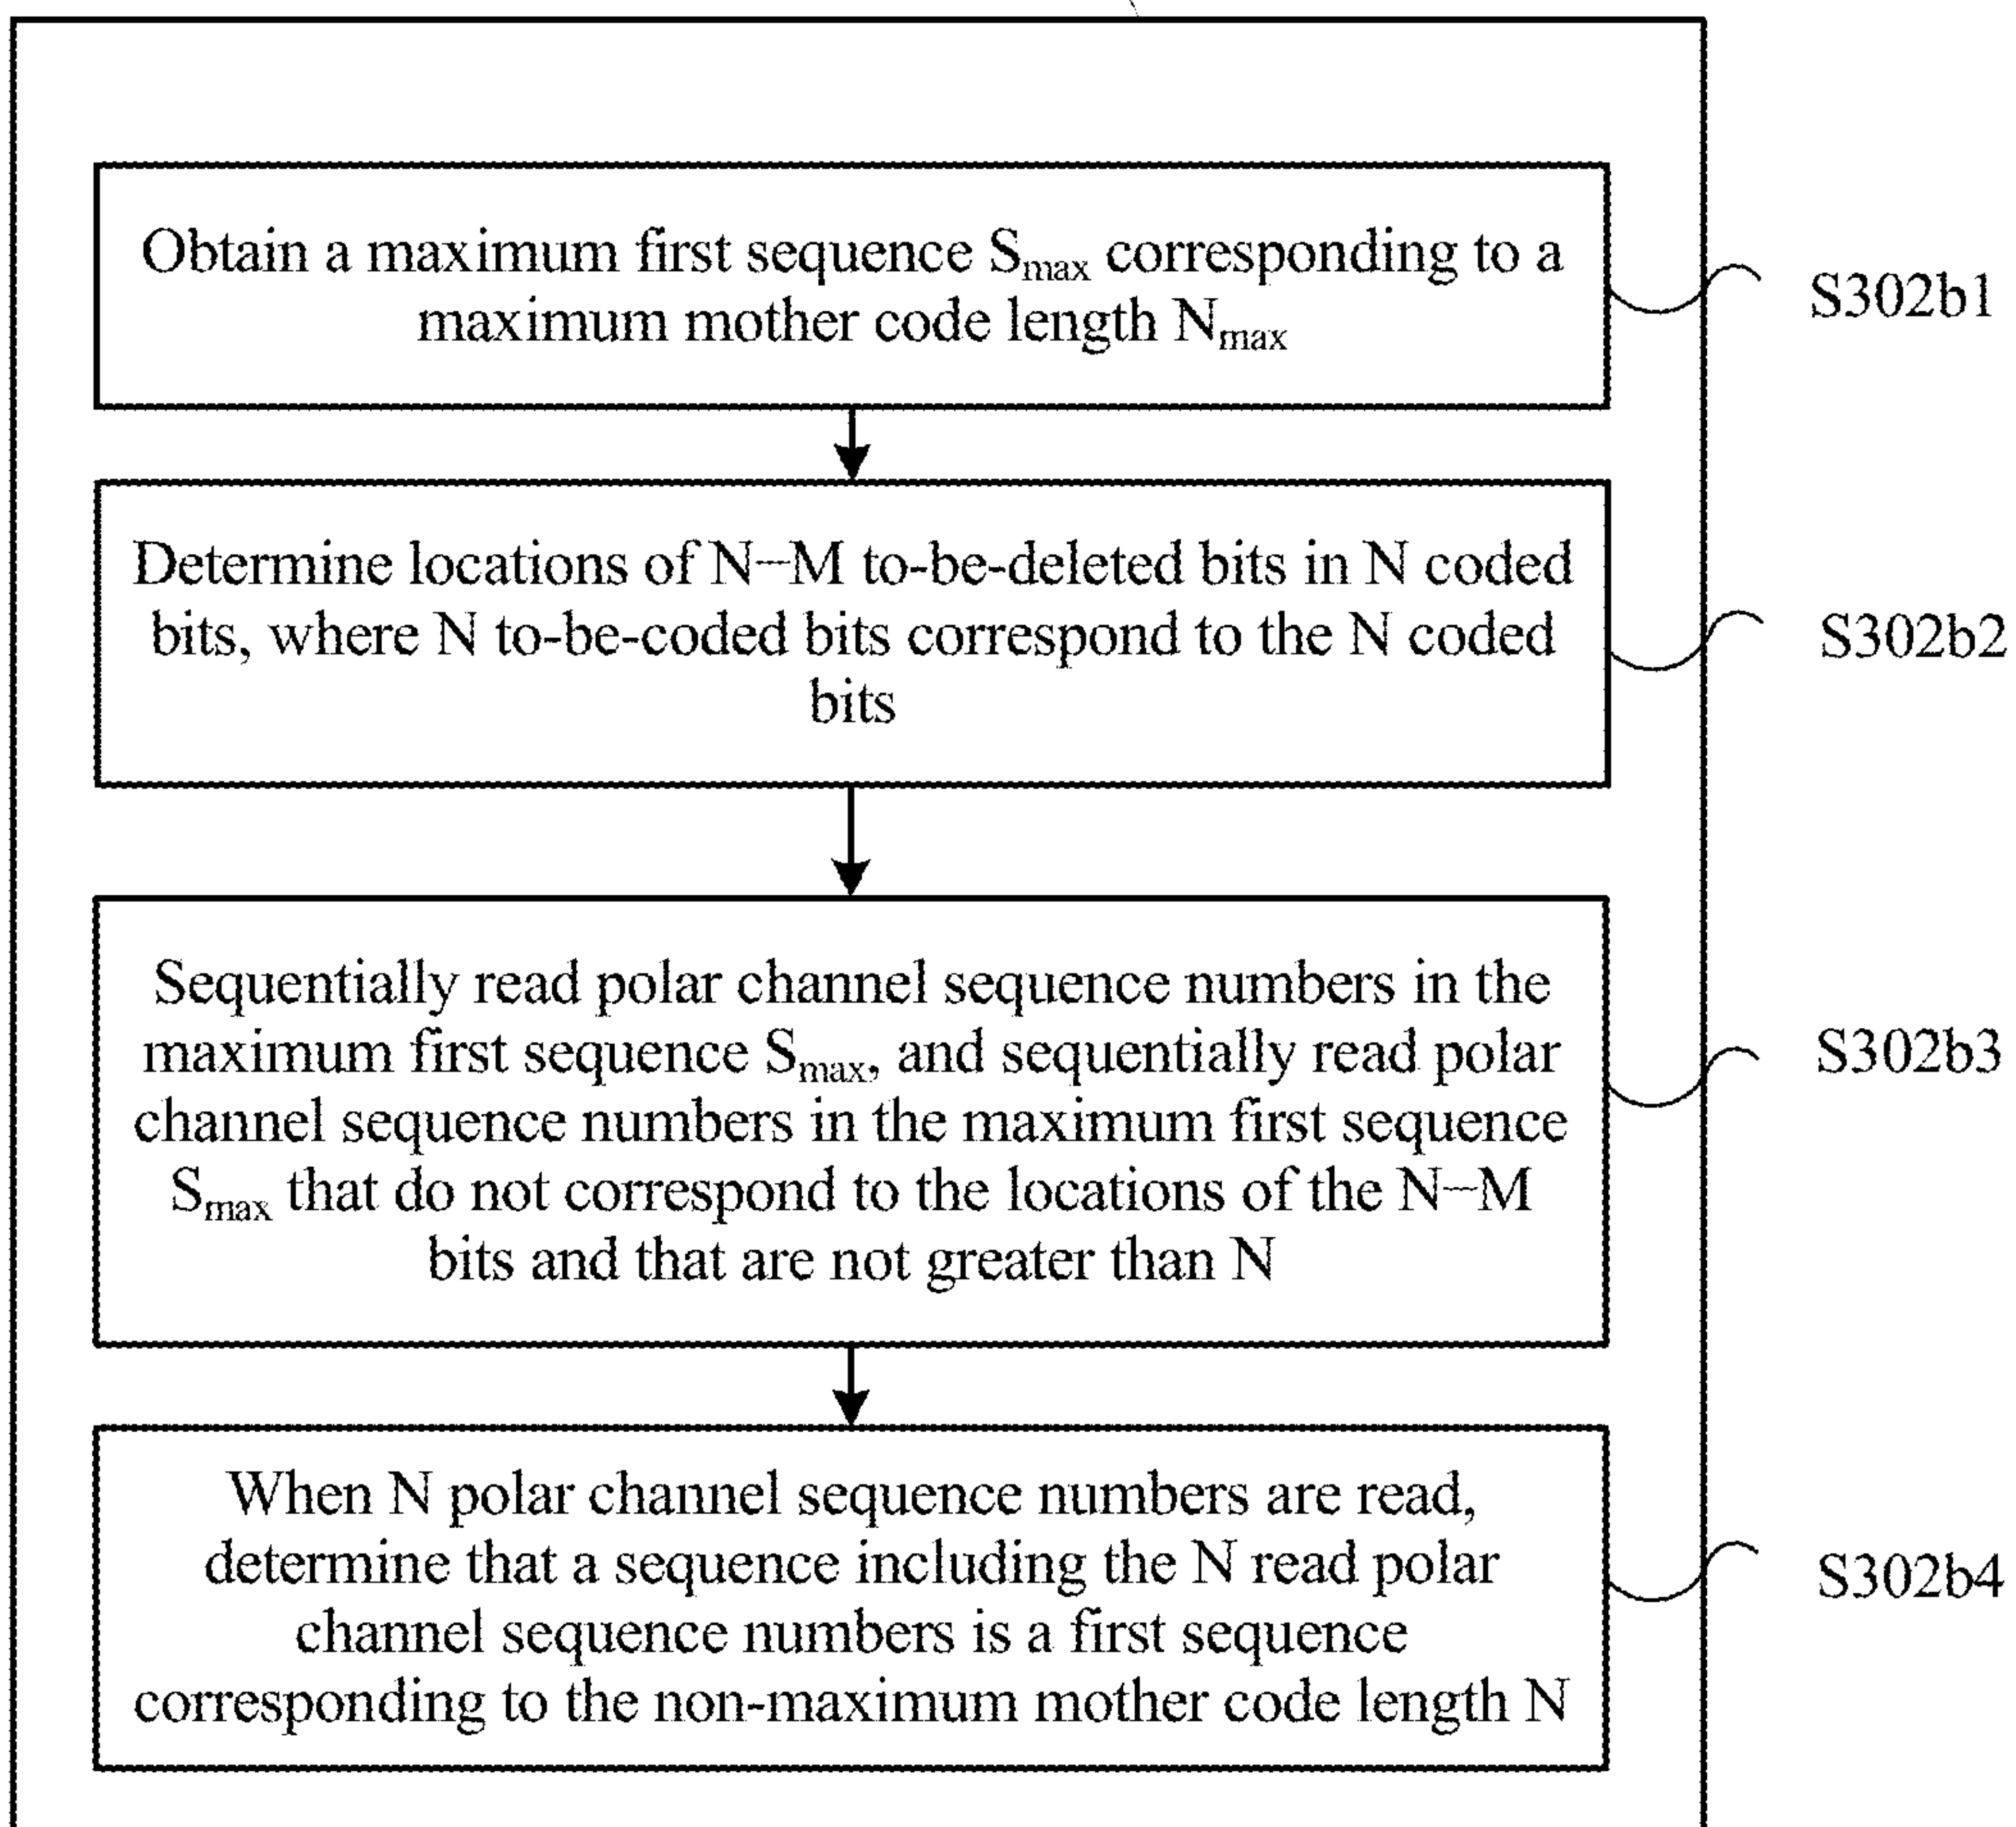 Obtain a maximum first sequence Smax corresponding to a
maximum mother code length Nmax
S302b1
Determine locations of N−M to-be-deleted bits in N coded
bits, where N to-be-coded bits correspond to the N coded
bits
S302b2
Sequentially read polar channel sequence numbers in the
maximum first sequence Smax, and sequentially read polar
channel sequence numbers in the maximum first sequence
Smax that do not correspond to the locations of the N−M
bits and that are not greater than N
S302b3
When N polar channel sequence numbers are read,
determine that a sequence including the N read polar
channel sequence numbers is a first sequence
corresponding to the non-maximum mother code length N
S302b4